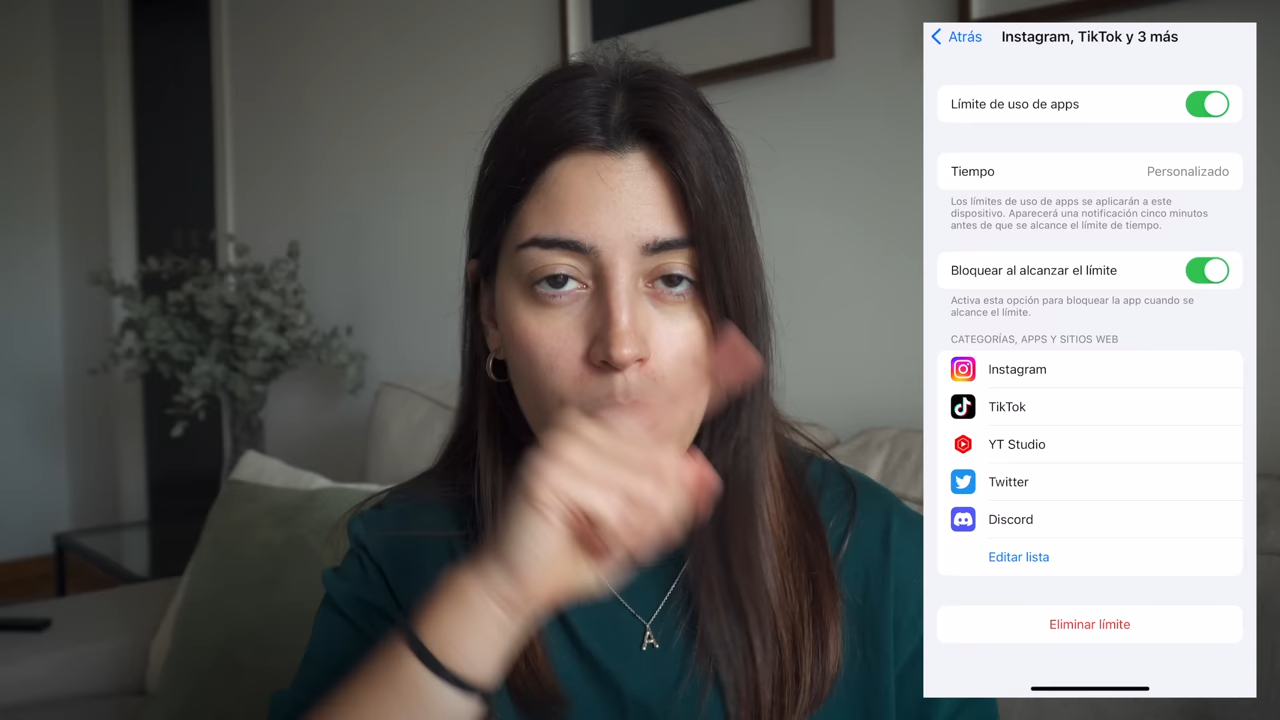 Atrás
Instagram, TikTok y 3 más
Límite de uso de apps
Tiempo
Personalizado
Los límites de uso de apps se aplicarán a este
dispositivo. Aparecerá una notificación cinco minutos
antes de que se alcance el límite de tiempo.
Bloquear al alcanzar el límite
Activa esta opción para bloquear la app cuando se
alcance el límite.
CATEGORÍAS, APPS Y SITIOS WEB
Instagram
TikTok
YT Studio
Twitter
Discord
Editar lista
Eliminar límite
A